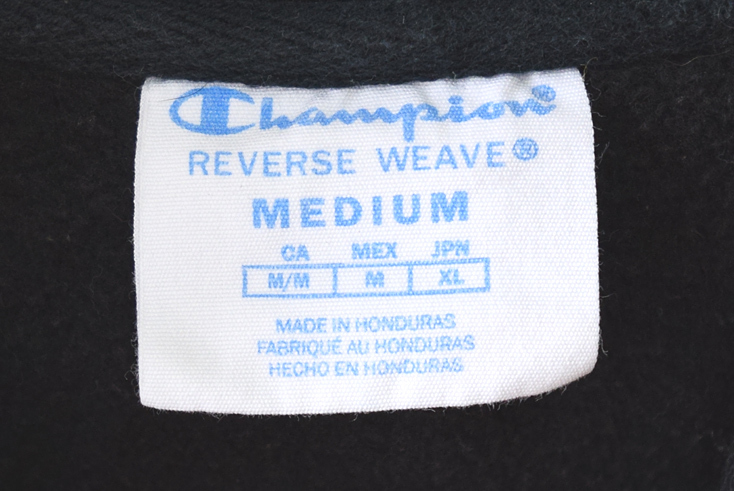 Champion®
REVERSE WEAVE®
MEDIUM
CA MEX JPN
M/M M XL
MADE IN HONDURAS
FABRIQUÉ AU HONDURAS
HECHO EN HONDURAS